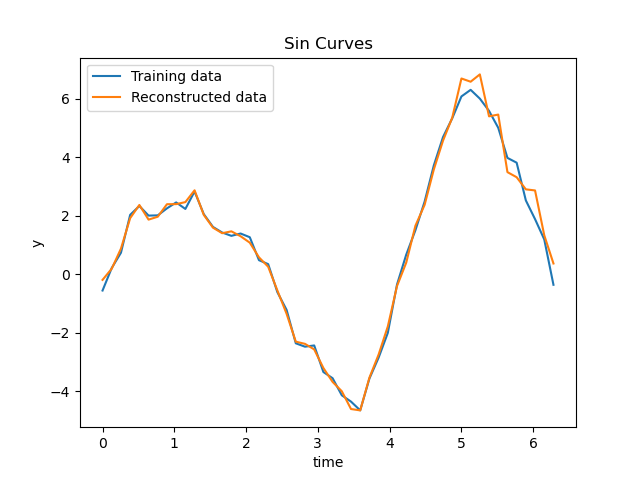 Sin Curves
Training data
Reconstructed data
y
6
4
2
0
−2
−4
0 1 2 3 4 5 6
time